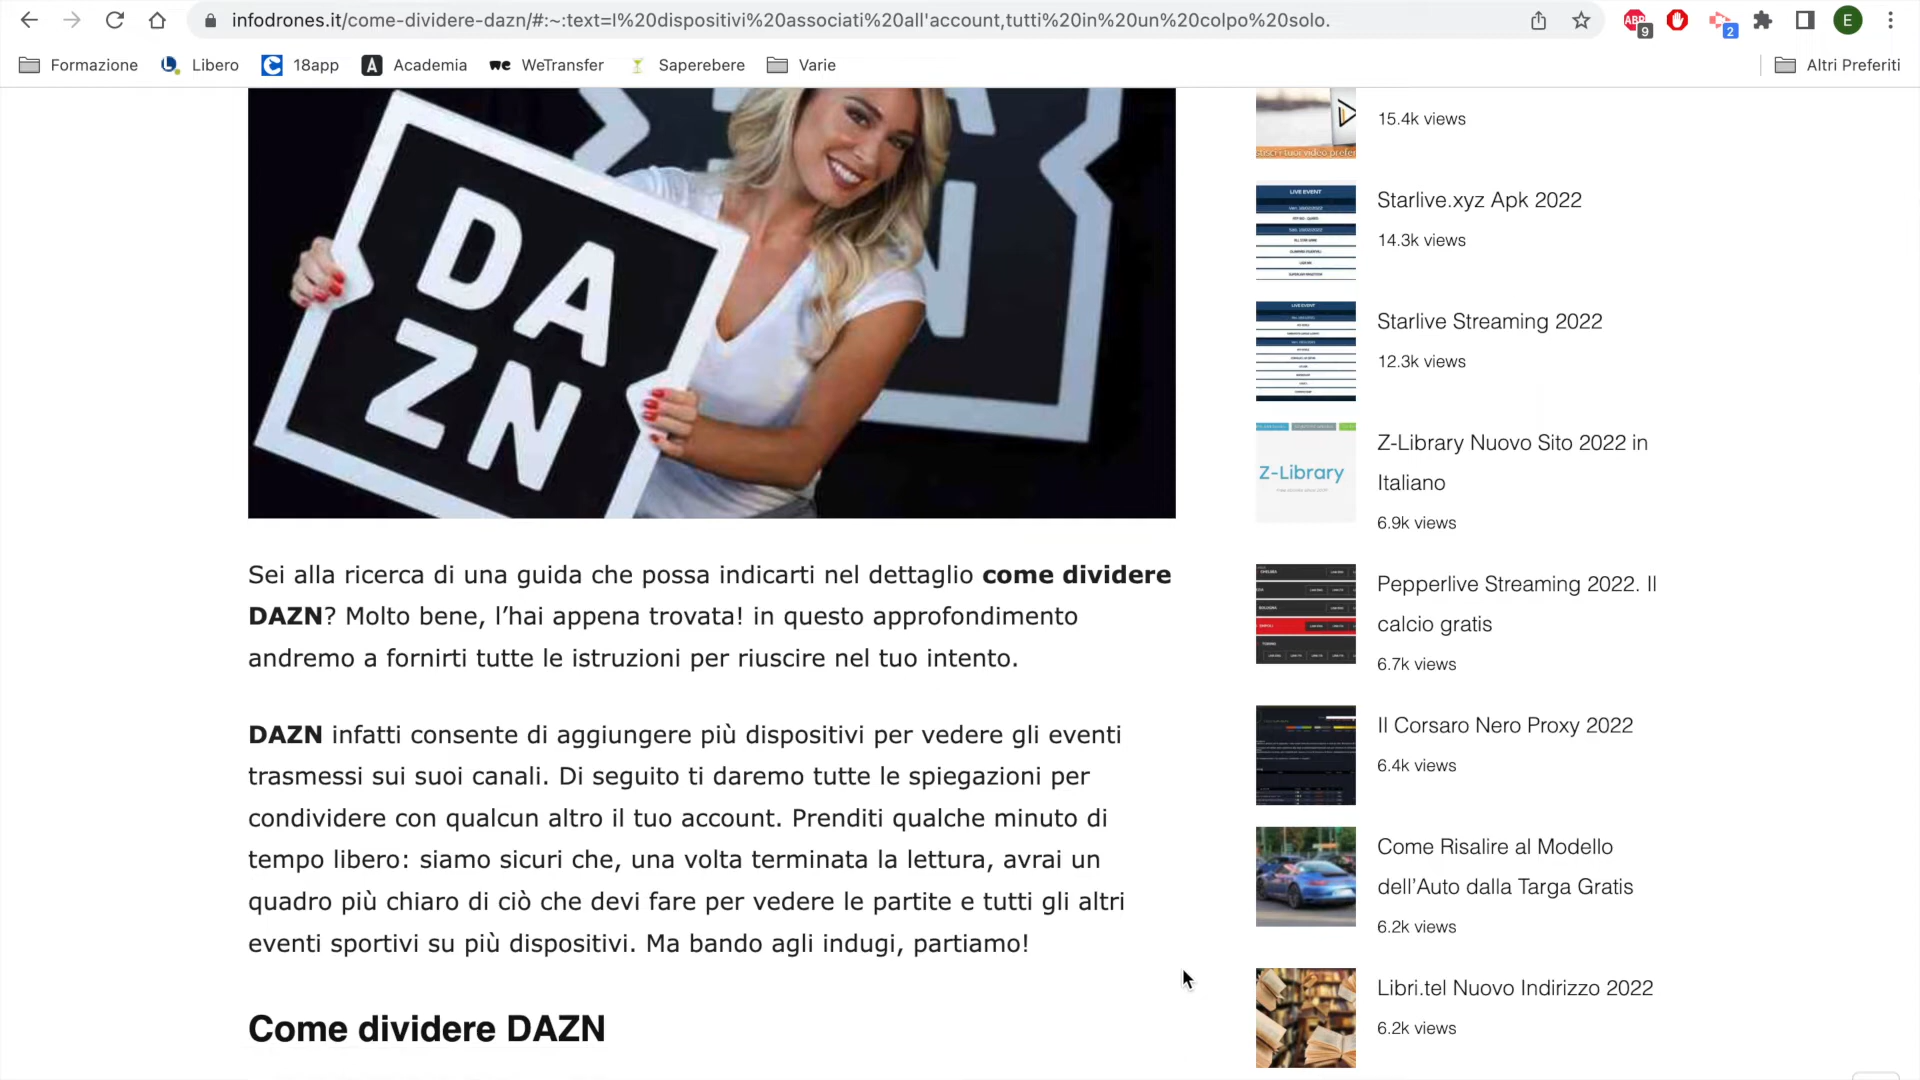 infodrones.it/come-dividere-dazn/#:~:text=I%20dispositivi%20associati%20all'account,tutti%20in%20un%20colpo%20solo.
ABP
9
2
E
Formazione
Libero
18app
A
Academia
we
WeTransfer
Saperebere
Varie
Altri Preferiti
DA
ZN
N
Sei alla ricerca di una guida che possa indicarti nel dettaglio come dividere
DAZN? Molto bene, l’hai appena trovata! in questo approfondimento
andremo a fornirti tutte le istruzioni per riuscire nel tuo intento.
DAZN infatti consente di aggiungere più dispositivi per vedere gli eventi
trasmessi sui suoi canali. Di seguito ti daremo tutte le spiegazioni per
condividere con qualcun altro il tuo account. Prenditi qualche minuto di
tempo libero: siamo sicuri che, una volta terminata la lettura, avrai un
quadro più chiaro di ciò che devi fare per vedere le partite e tutti gli altri
eventi sportivi su più dispositivi. Ma bando agli indugi, partiamo!
Come dividere DAZN
15.4k views
LIVE EVENT
Starlive.xyz Apk 2022
14.3k views
LIVE EVENT
Starlive Streaming 2022
12.3k views
Z-Library
Z-Library Nuovo Sito 2022 in
Italiano
6.9k views
Pepperlive Streaming 2022. Il
calcio gratis
6.7k views
Il Corsaro Nero Proxy 2022
6.4k views
Come Risalire al Modello
dell’Auto dalla Targa Gratis
6.2k views
Libri.tel Nuovo Indirizzo 2022
6.2k views